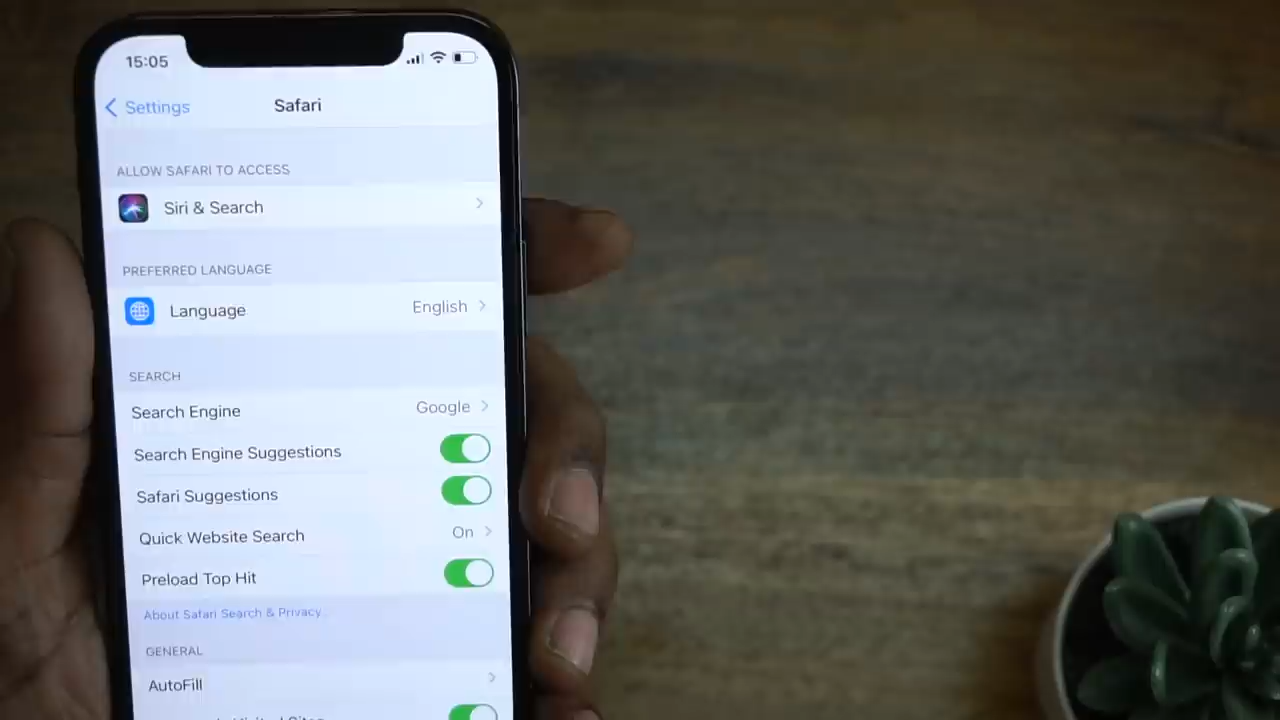 15:05
Settings
Safari
ALLOW SAFARI TO ACCESS
Siri & Search
PREFERRED LANGUAGE
Language English
SEARCH
Search Engine Google
Search Engine Suggestions
Safari Suggestions
Quick Website Search On
Preload Top Hit
About Safari Search & Privacy...
GENERAL
AutoFill